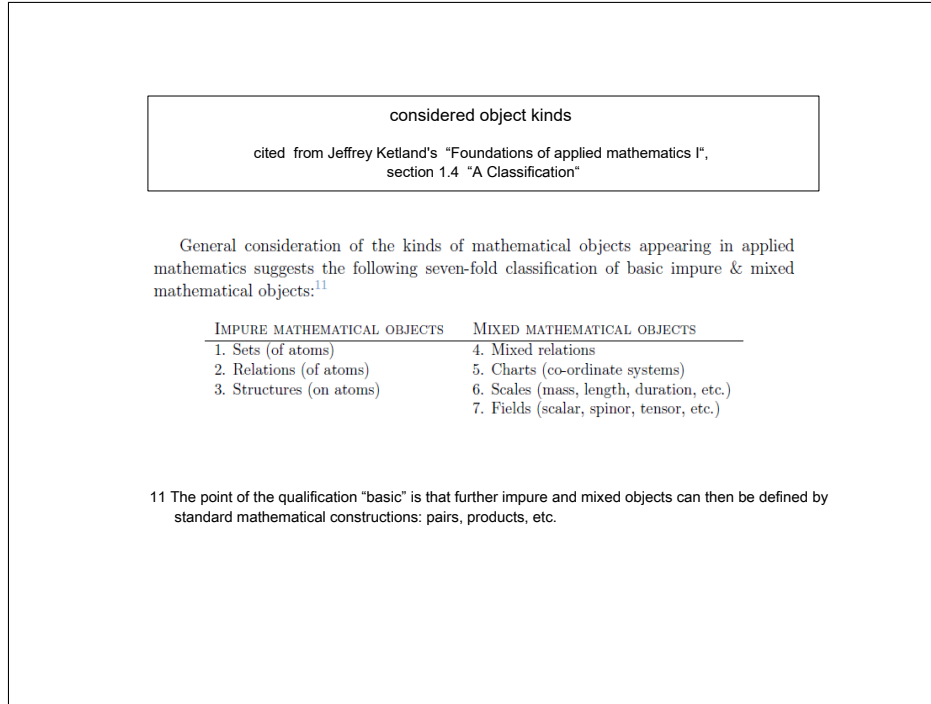 considered object kinds
cited  from Jeffrey Ketland's  “Foundations of applied mathematics I“,
section 1.4  “A Classification“
General consideration of the kinds of mathematical objects appearing in applied
mathematics suggests the following seven-fold classification of basic impure & mixed
mathematical objects:11
IMPURE MATHEMATICAL OBJECTS MIXED MATHEMATICAL OBJECTS
1. Sets (of atoms) 4. Mixed relations
2. Relations (of atoms) 5. Charts (co-ordinate systems)
3. Structures (on atoms) 6. Scales (mass, length, duration, etc.)
7. Fields (scalar, spinor, tensor, etc.)
11 The point of the qualification “basic” is that further impure and mixed objects can then be defined by
standard mathematical constructions: pairs, products, etc.